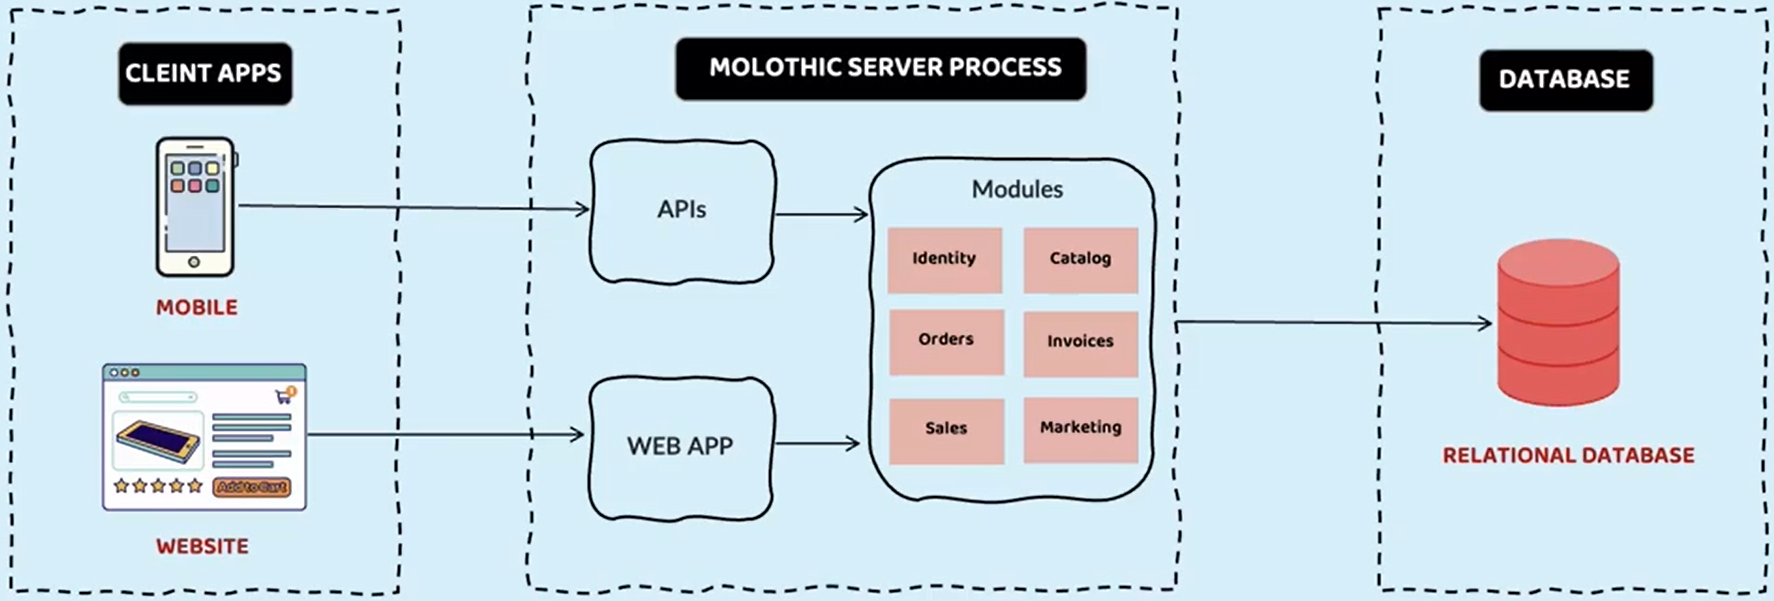 CLEINT APPS
MOBILE
Add to Cart
WEBSITE
MOLOTHIC SERVER PROCESS
APIs
WEB APP
Modules
Identity
Catalog
Orders
Invoices
Sales
Marketing
DATABASE
RELATIONAL DATABASE